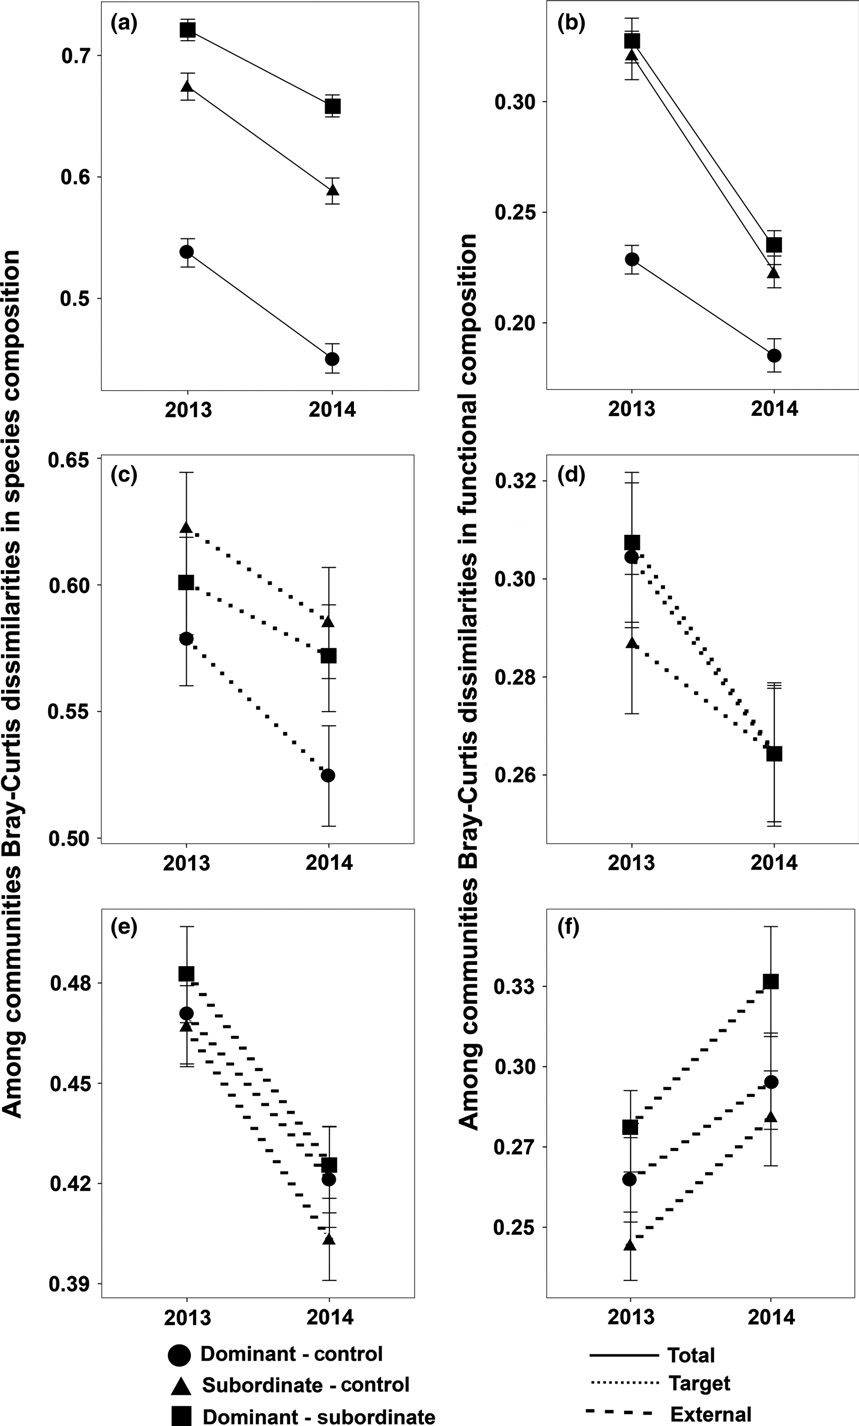 Among communities Bray-Curtis dissimilarities in species composition
(a)
0.7
0.6
0.5
2013 2014
Among communities Bray-Curtis dissimilarities in functional composition
(b)
0.30
0.25
0.20
2013 2014
(c)
0.65
0.60
0.55
0.50
2013 2014
(d)
0.32
0.30
0.28
0.26
2013 2014
(e)
0.48
0.45
0.42
0.39
2013 2014
(f)
0.33
0.30
0.27
0.25
2013 2014
Dominant - control
Subordinate - control
Dominant - subordinate
Total
Target
External